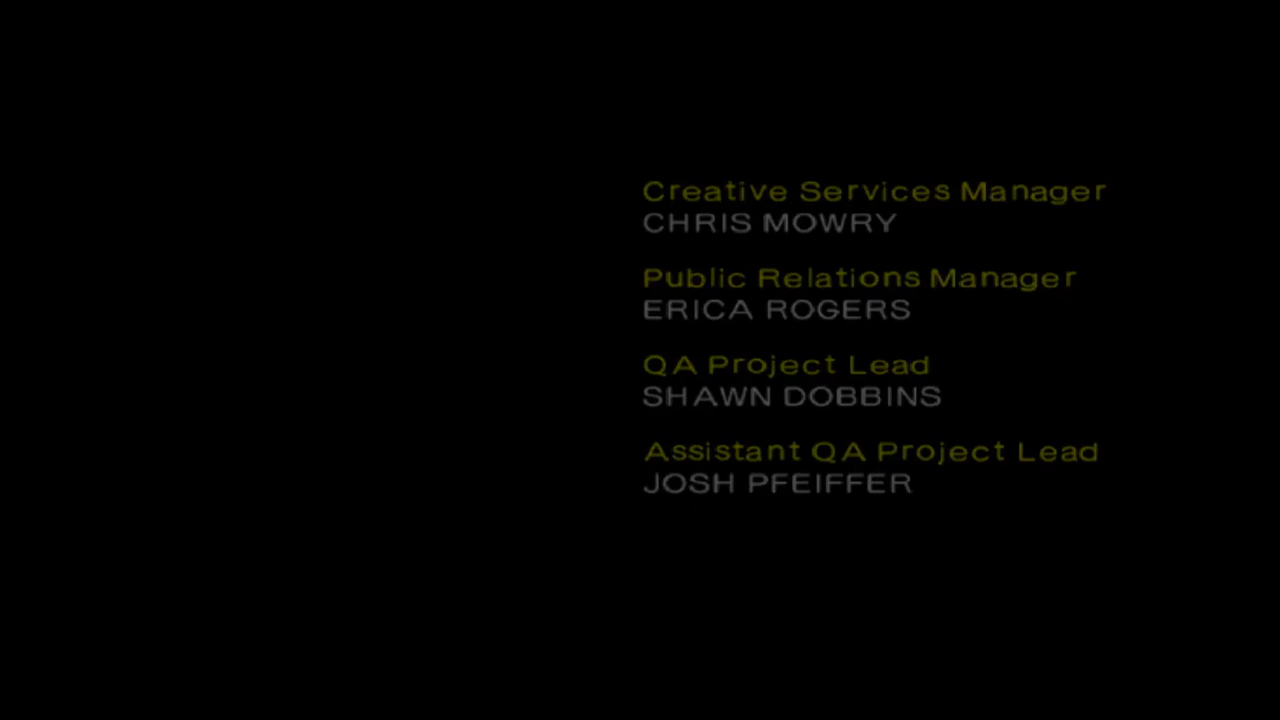 Creative Services Manager
CHRIS MOWRY
Public Relations Manager
ERICA ROGERS
QA Project Lead
SHAWN DOBBINS
Assistant QA Project Lead
JOSH PFEIFFER